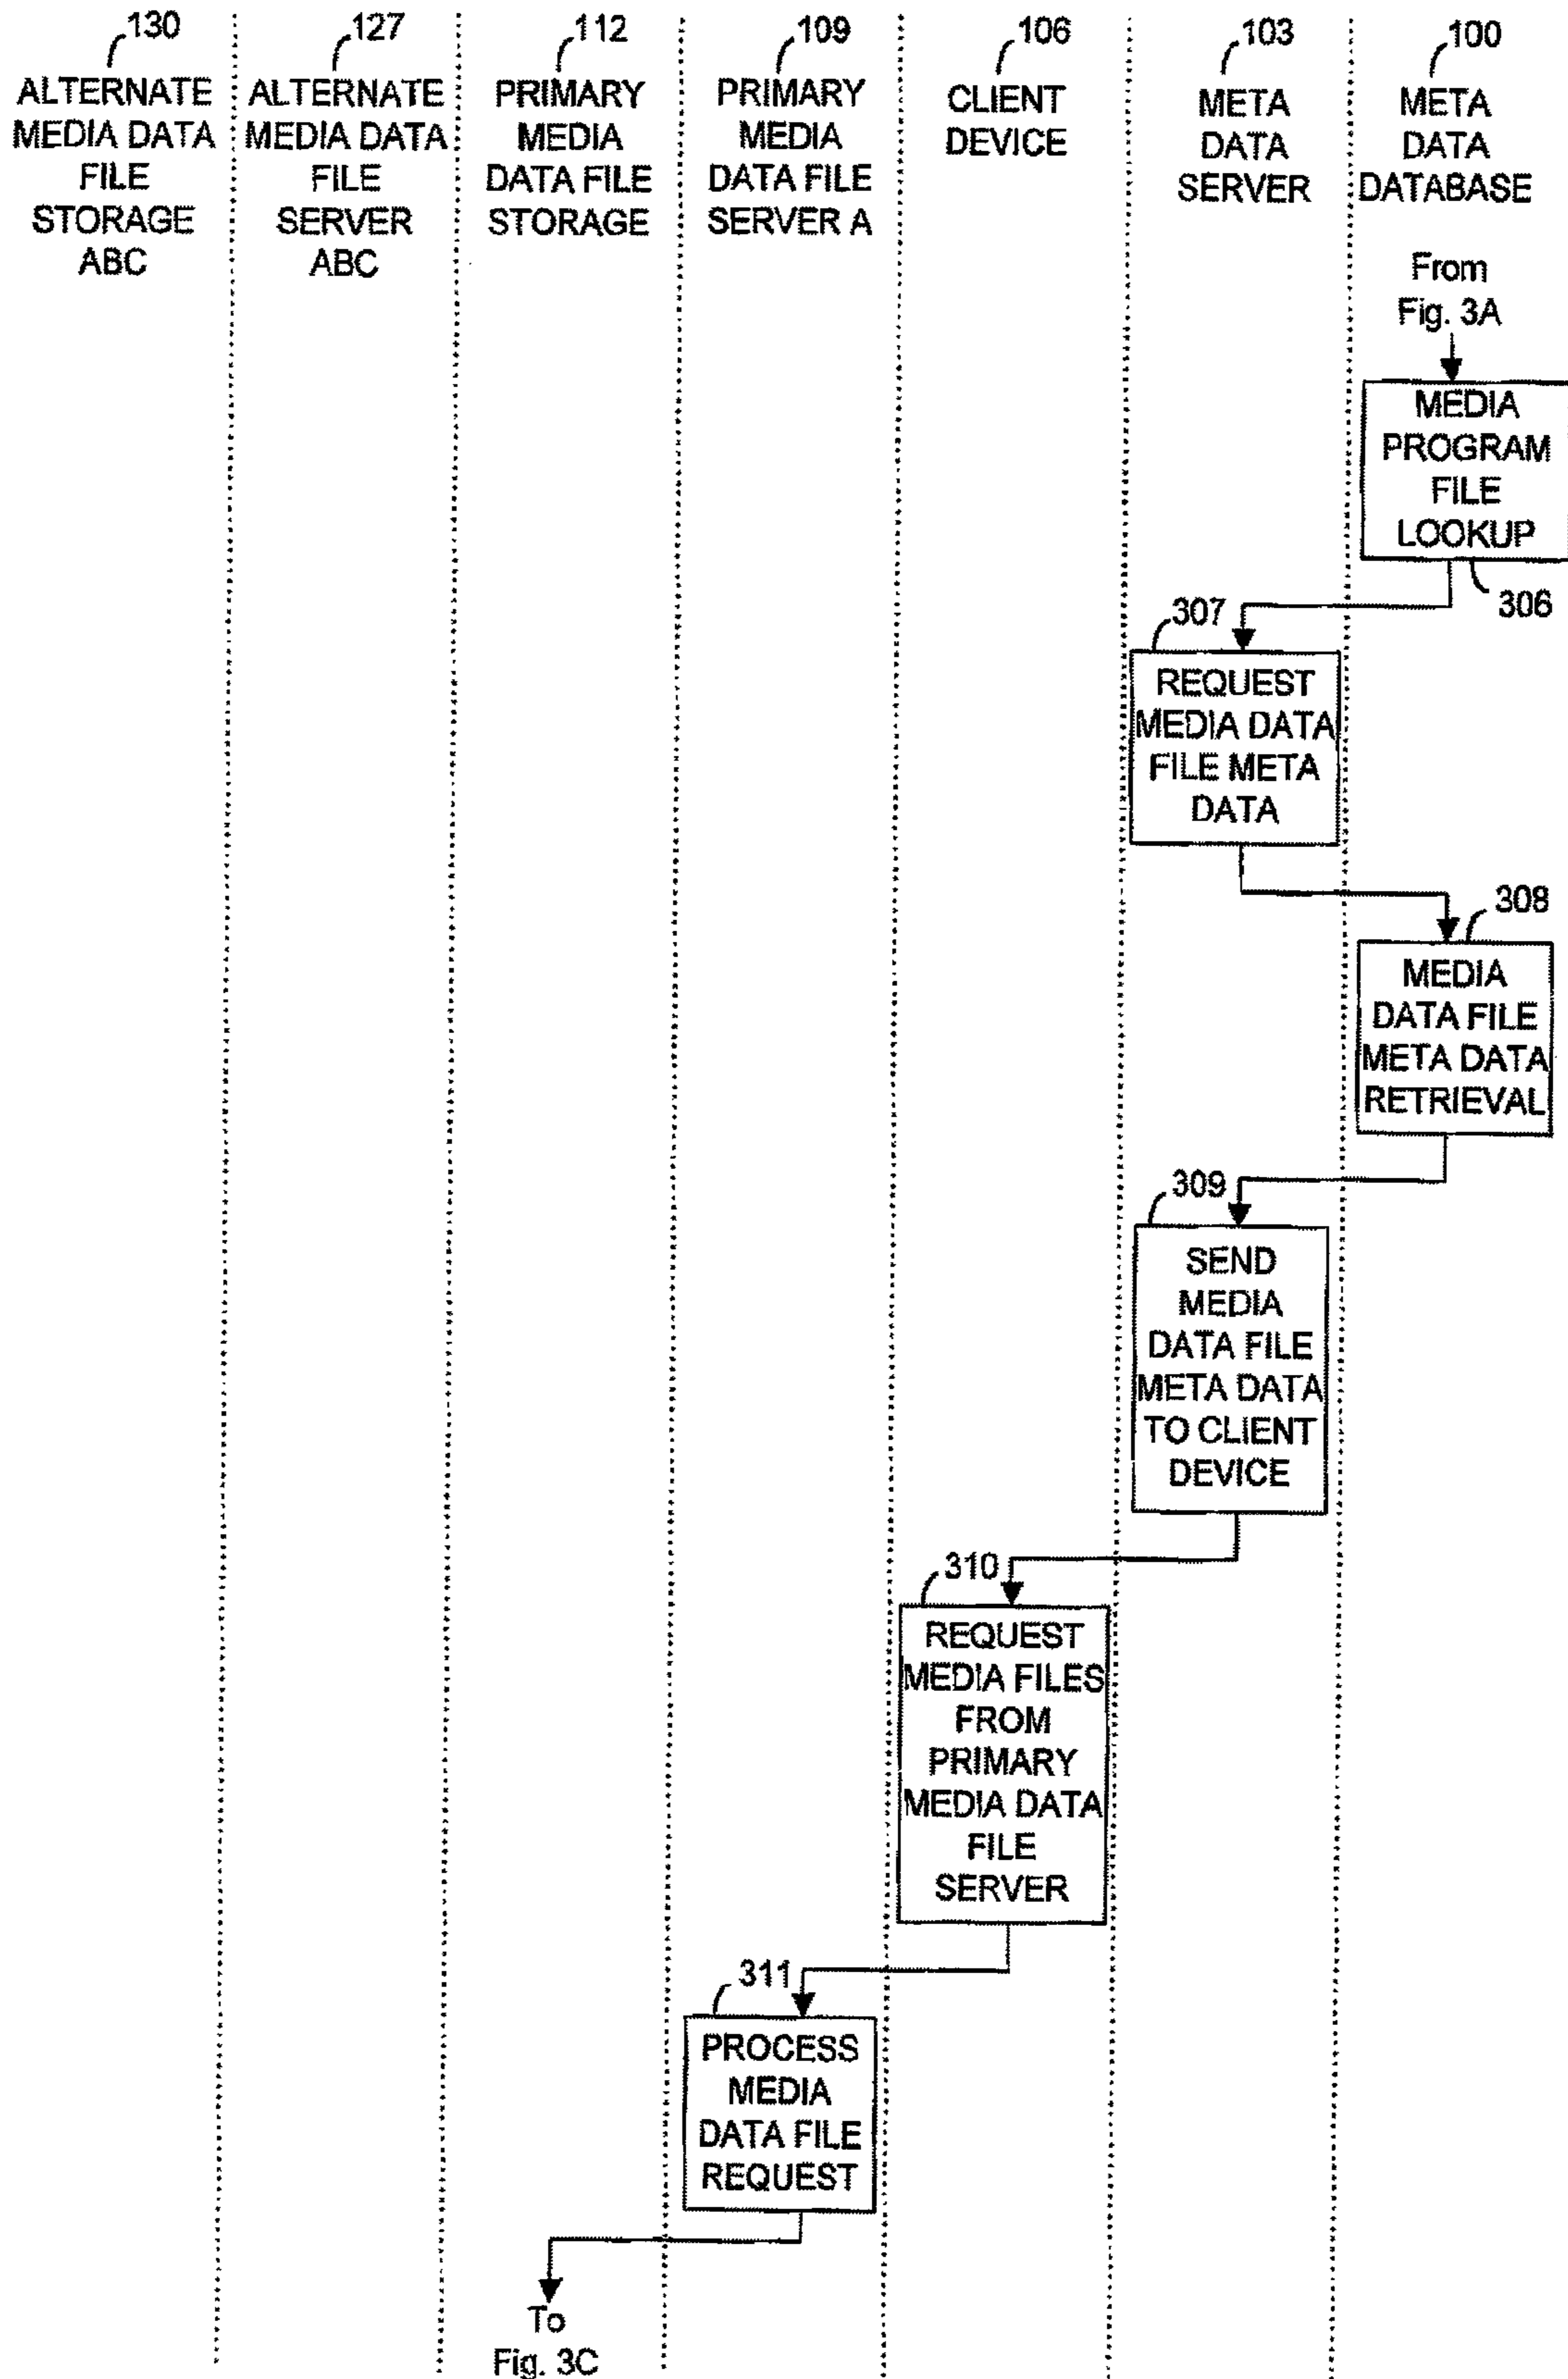 130
ALTERNATE
MEDIA DATA
FILE
STORAGE
ABC
127
ALTERNATE
MEDIA DATA
FILE
SERVER
ABC
112
PRIMARY
MEDIA
DATA FILE
STORAGE
109
PRIMARY
MEDIA
DATA FILE
SERVER A
106
CLIENT
DEVICE
103
META
DATA
SERVER
100
META
DATA
DATABASE
From
Fig. 3A
MEDIA
PROGRAM
FILE
LOOKUP
306
307
REQUEST
MEDIA DATA
FILE META
DATA
308
MEDIA
DATA FILE
META DATA
RETRIEVAL
309
SEND
MEDIA
DATA FILE
META DATA
TO CLIENT
DEVICE
310
REQUEST
MEDIA FILES
FROM
PRIMARY
MEDIA DATA
FILE
SERVER
311
PROCESS
MEDIA
DATA FILE
REQUEST
To
Fig. 3C